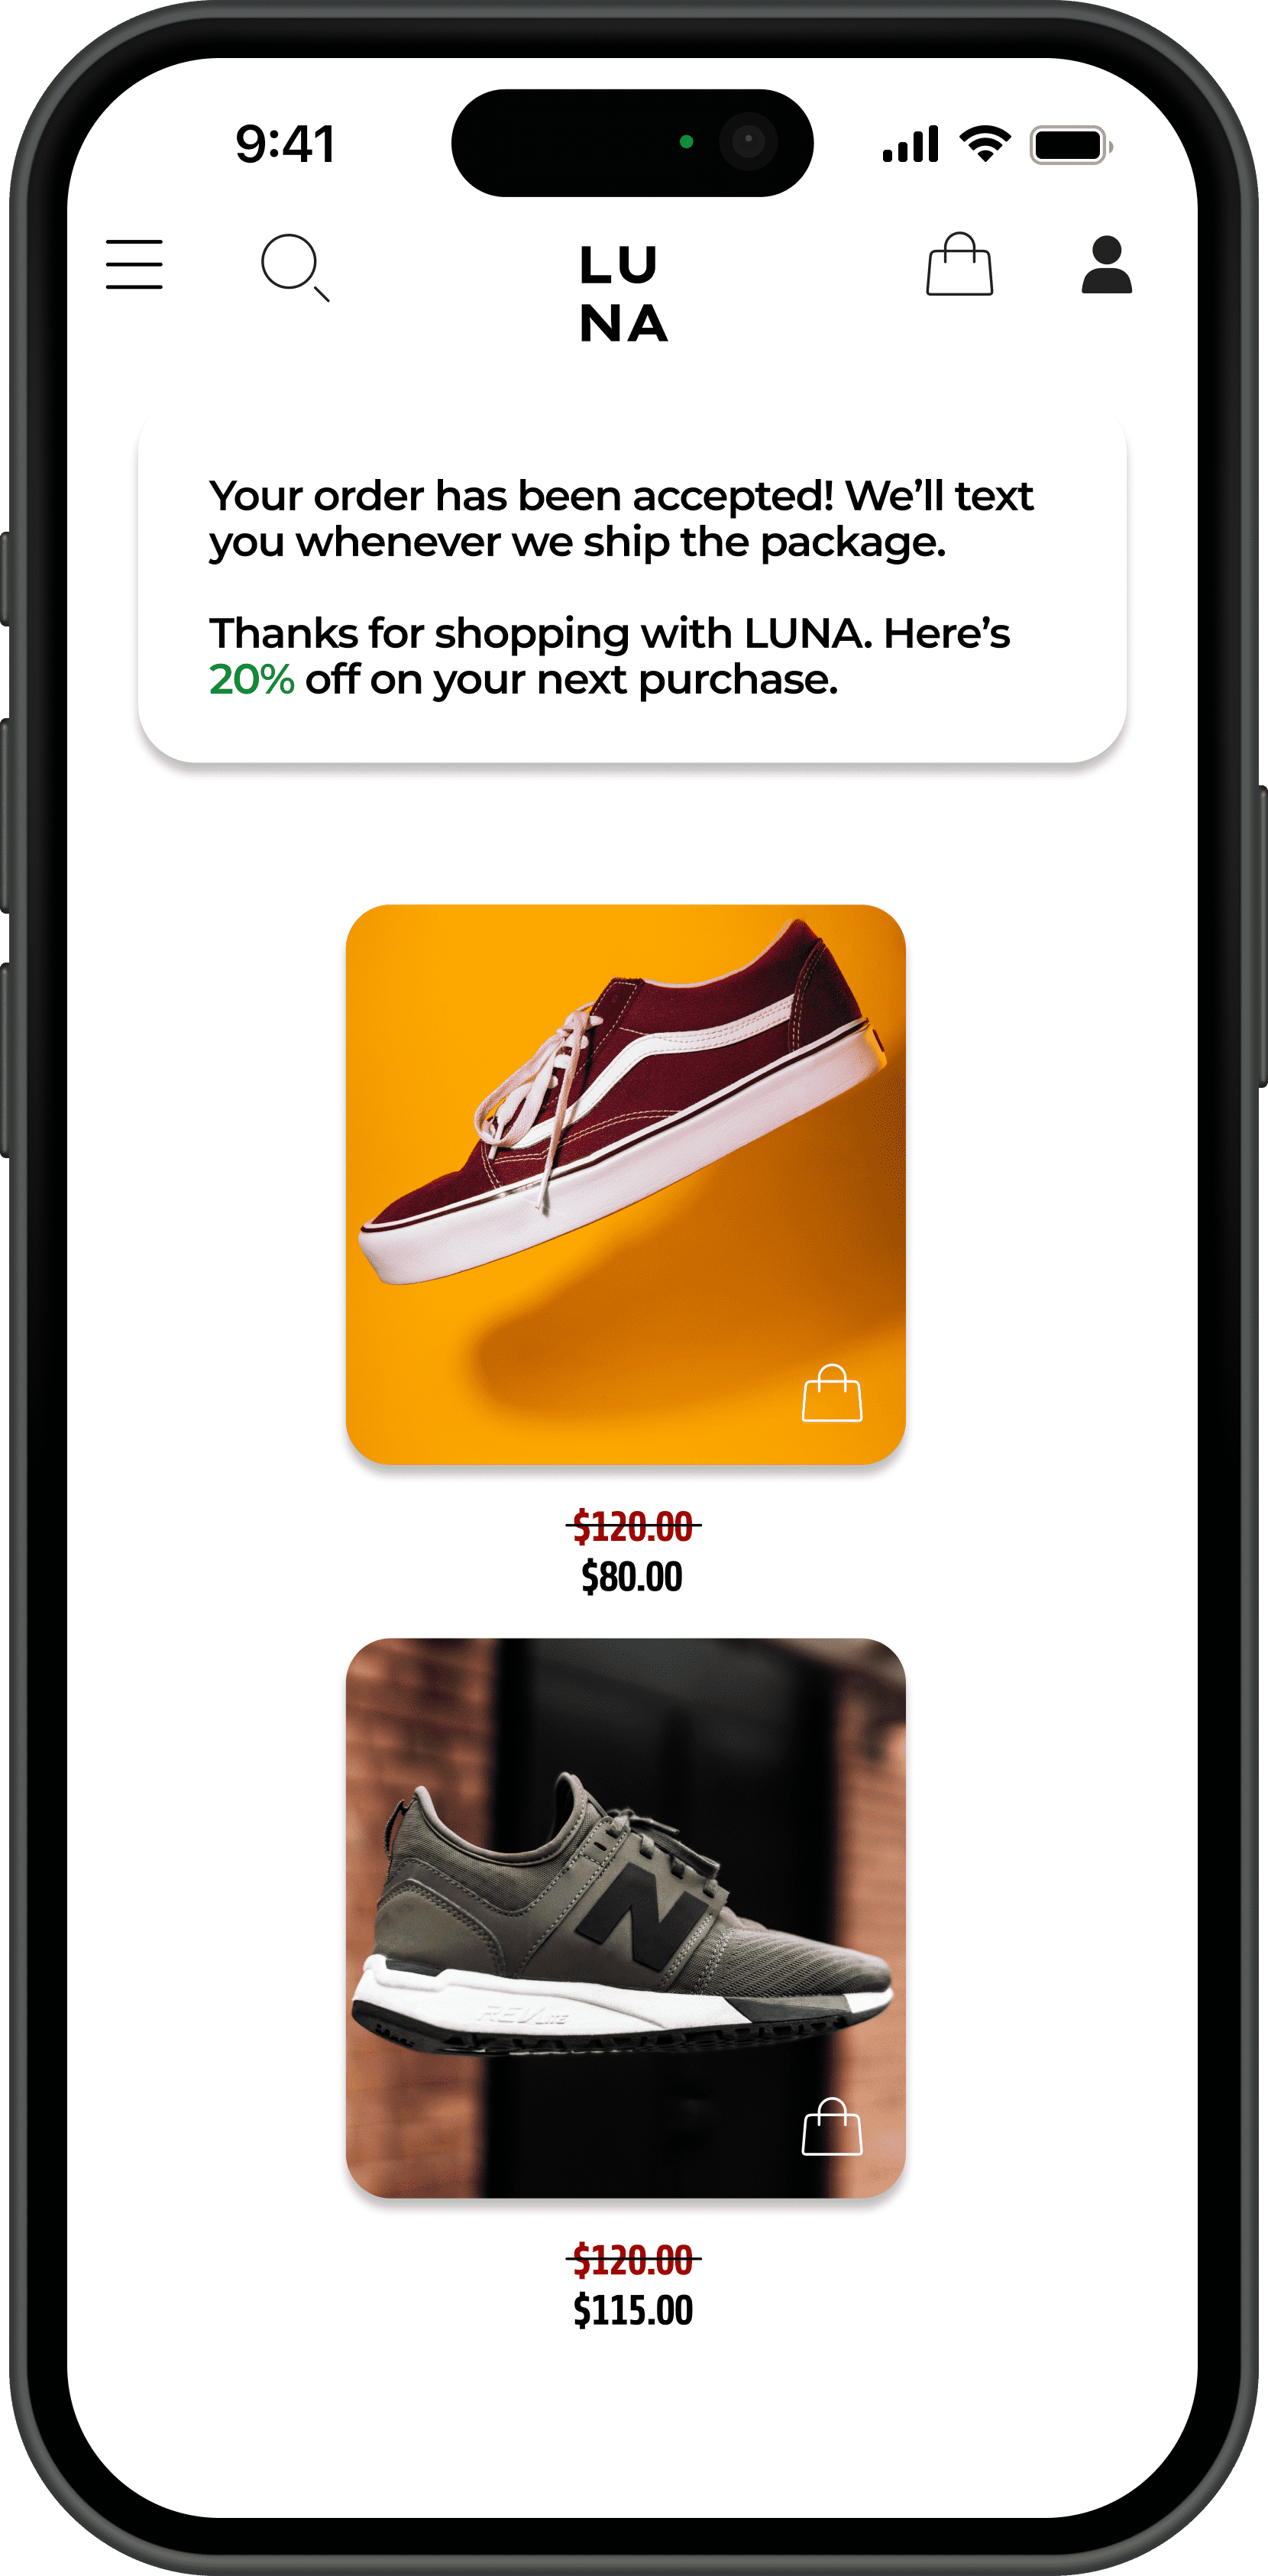 9:41
LU
NA
Your order has been accepted! We’ll text
you whenever we ship the package.
Thanks for shopping with LUNA. Here’s
20% off on your next purchase.
$120.00
$80.00
N
REVLITE
$120.00
$115.00